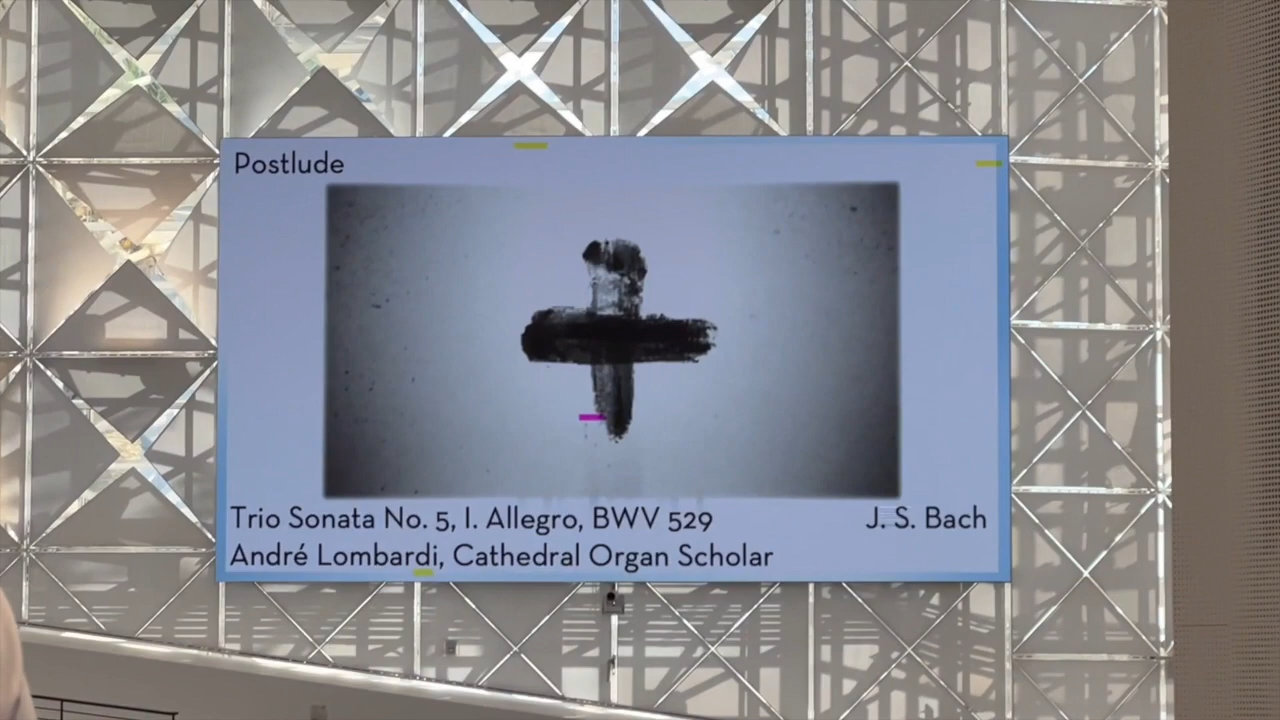 Postlude
Trio Sonata No. 5, I. Allegro, BWV 529
J. S. Bach
André Lombardi, Cathedral Organ Scholar